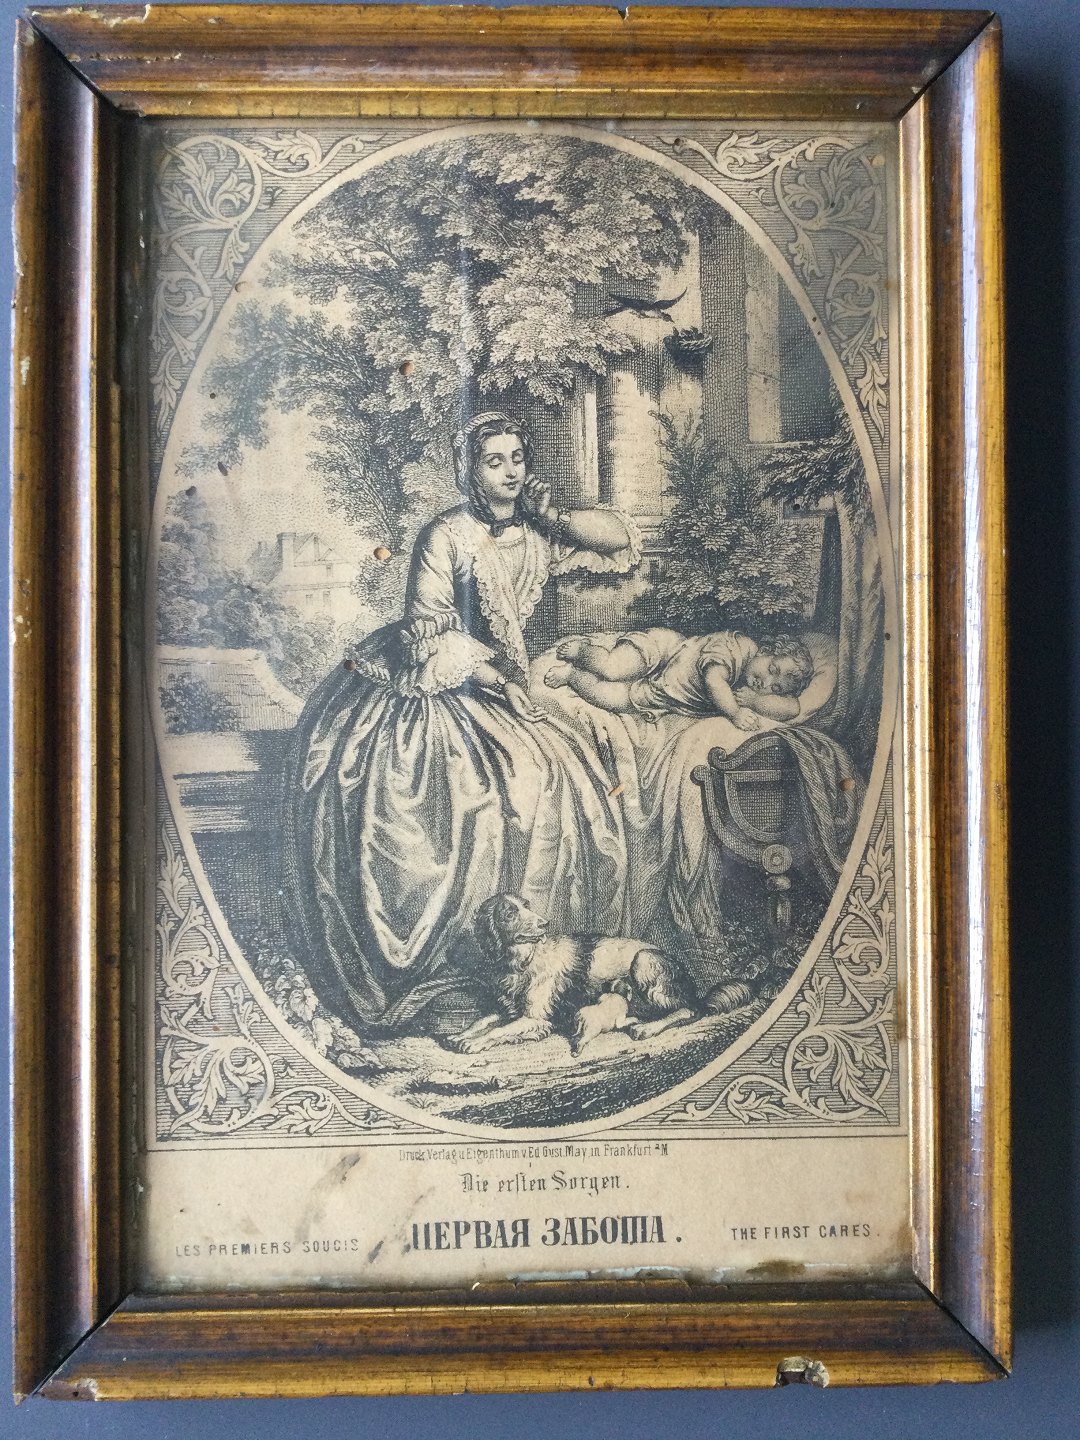 Druck, Verlag u Eigenthum v. Ed Gust. May, in Frankfurt a/M
Die ersten Sorgen.
LES PREMIERS SOUCIS ПЕРВАЯ ЗАБОТА. THE FIRST CARES.